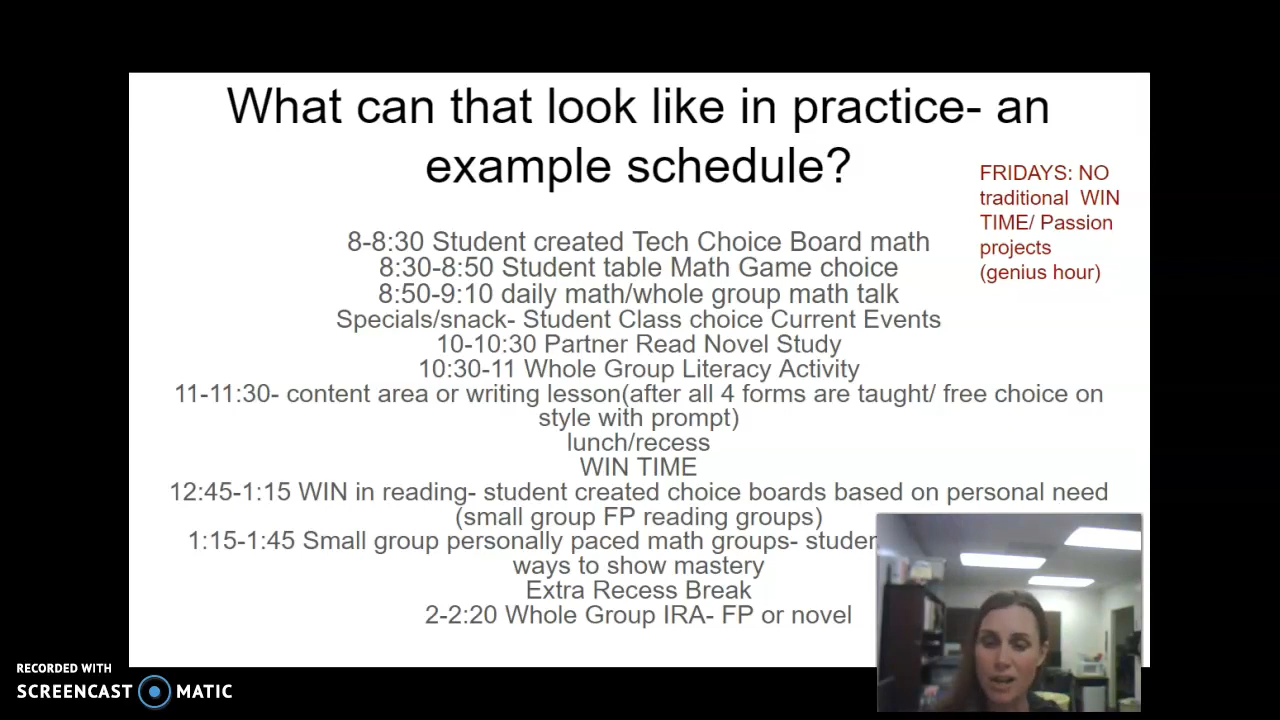 What can that look like in practice- an
example schedule?
FRIDAYS: NO
traditional WIN
TIME/ Passion
projects
(genius hour)
8-8:30 Student created Tech Choice Board math
8:30-8:50 Student table Math Game choice
8:50-9:10 daily math/whole group math talk
Specials/snack- Student Class choice Current Events
10-10:30 Partner Read Novel Study
10:30-11 Whole Group Literacy Activity
11-11:30- content area or writing lesson(after all 4 forms are taught/ free choice on
style with prompt)
lunch/recess
WIN TIME
12:45-1:15 WIN in reading- student created choice boards based on personal need
(small group FP reading groups)
1:15-1:45 Small group personally paced math groups-
ways to show mastery
Extra Recess Break
2-2:20 Whole Group IRA- FP or novel
RECORDED WITH
SCREENCAST MATIC